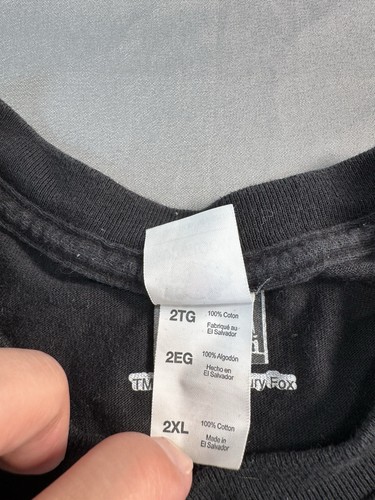 2TG
100% Coton
Fabriqué au
El Salvador
2EG
100% Algodón
Hecho en
El Salvador
TM
ury Fox
2XL
100% Cotton
Made in
El Salvador